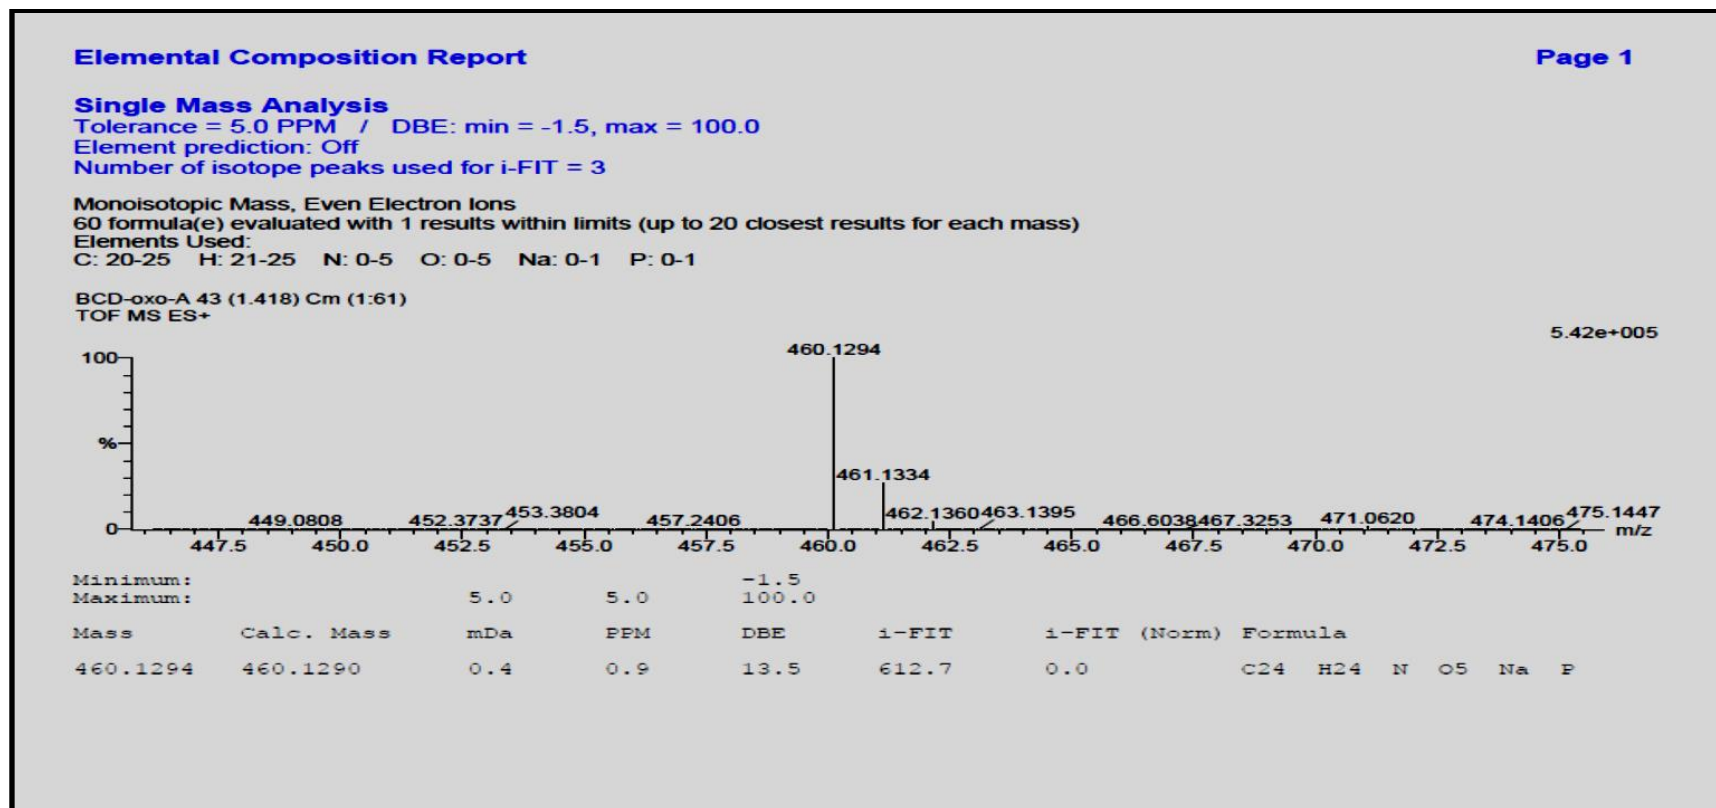 Elemental Composition Report Page 1
Single Mass Analysis
Tolerance = 5.0 PPM / DBE: min = -1.5, max = 100.0
Element prediction: Off
Number of isotope peaks used for i-FIT = 3
Monoisotopic Mass, Even Electron Ions
60 formula(e) evaluated with 1 results within limits (up to 20 closest results for each mass)
Elements Used:
C: 20-25 H: 21-25 N: 0-5 O: 0-5 Na: 0-1 P: 0-1
BCD-oxo-A 43 (1.418) Cm (1:61)
TOF MS ES+
5.42e+005
100
460.1294
%
461.1334
449.0808 452.3737 453.3804 457.2406 462.1360 463.1395 466.6038 467.3253 471.0620 474.1406 475.1447
0
m/z
447.5 450.0 452.5 455.0 457.5 460.0 462.5 465.0 467.5 470.0 472.5 475.0
Minimum: -1.5
Maximum: 5.0 5.0 100.0
Mass Calc. Mass mDa PPM DBE i-FIT i-FIT (Norm) Formula
460.1294 460.1290 0.4 0.9 13.5 612.7 0.0 C24 H24 N O5 Na P